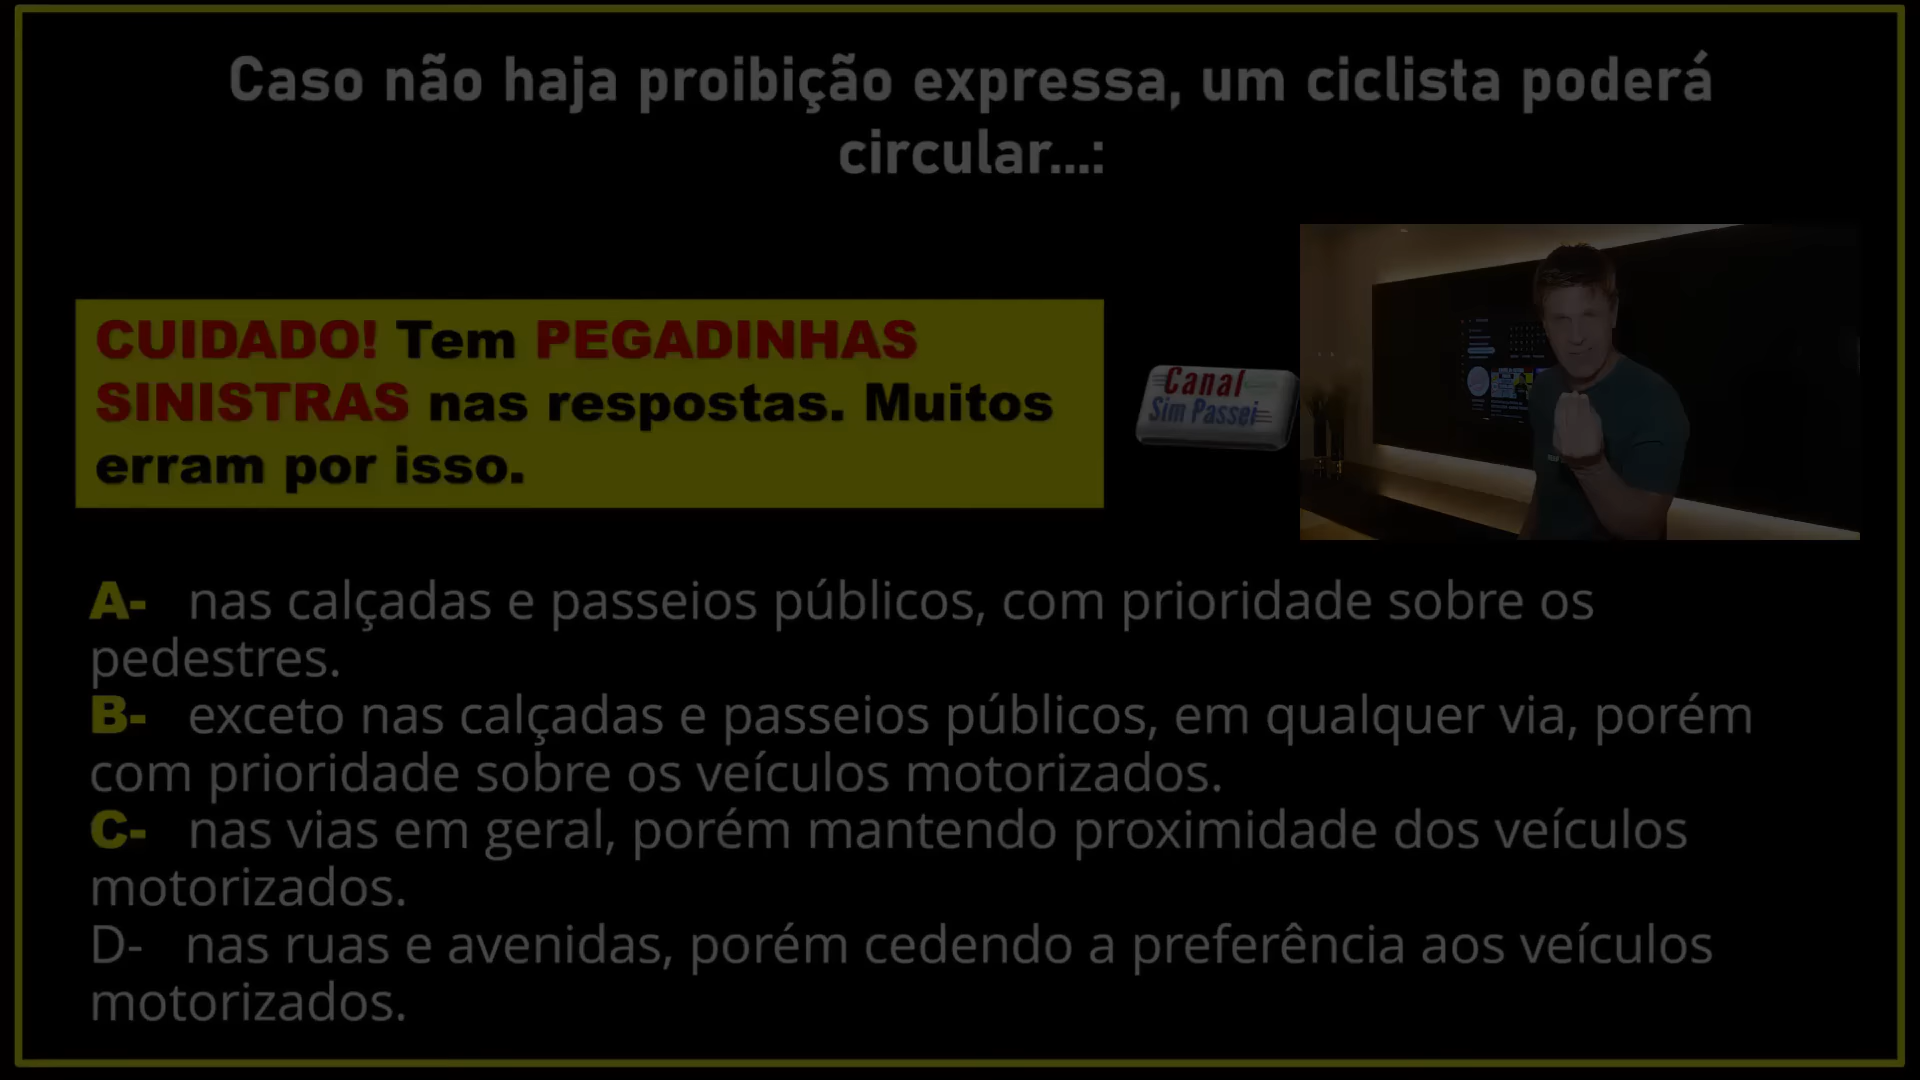 Caso não haja proibição expressa, um ciclista poderá
circular...:
CUIDADO! Tem PEGADINHAS
SINISTRAS nas respostas. Muitos
erram por isso.
Canal
Sim Passei
A- nas calçadas e passeios públicos, com prioridade sobre os
pedestres.
B- exceto nas calçadas e passeios públicos, em qualquer via, porém
com prioridade sobre os veículos motorizados.
C- nas vias em geral, porém mantendo proximidade dos veículos
motorizados.
D- nas ruas e avenidas, porém cedendo a preferência aos veículos
motorizados.